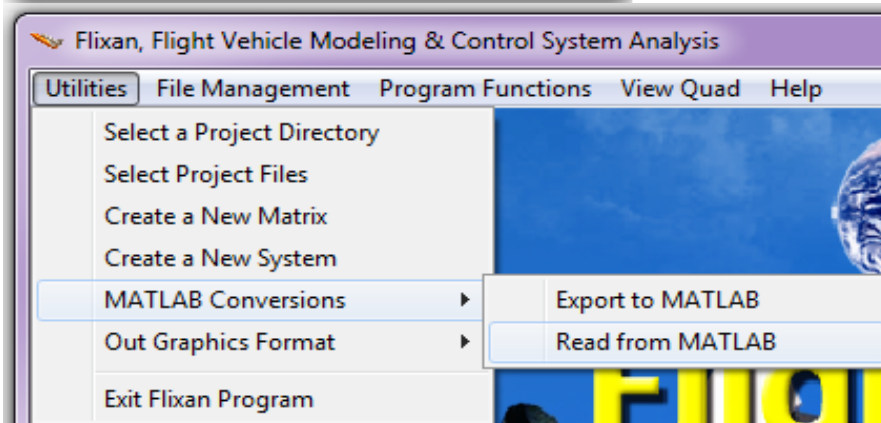 Flixan, Flight Vehicle Modeling & Control System Analysis
Utilities File Management Program Functions View Quad Help
Select a Project Directory
Select Project Files
Create a New Matrix
Create a New System
MATLAB Conversions
Export to MATLAB
Out Graphics Format
Read from MATLAB
Exit Flixan Program
Fligh